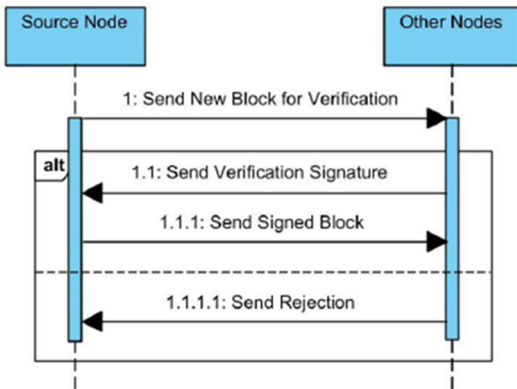 Source Node
Other Nodes
1: Send New Block for Verification
alt
1.1: Send Verification Signature
1.1.1: Send Signed Block
1.1.1.1: Send Rejection